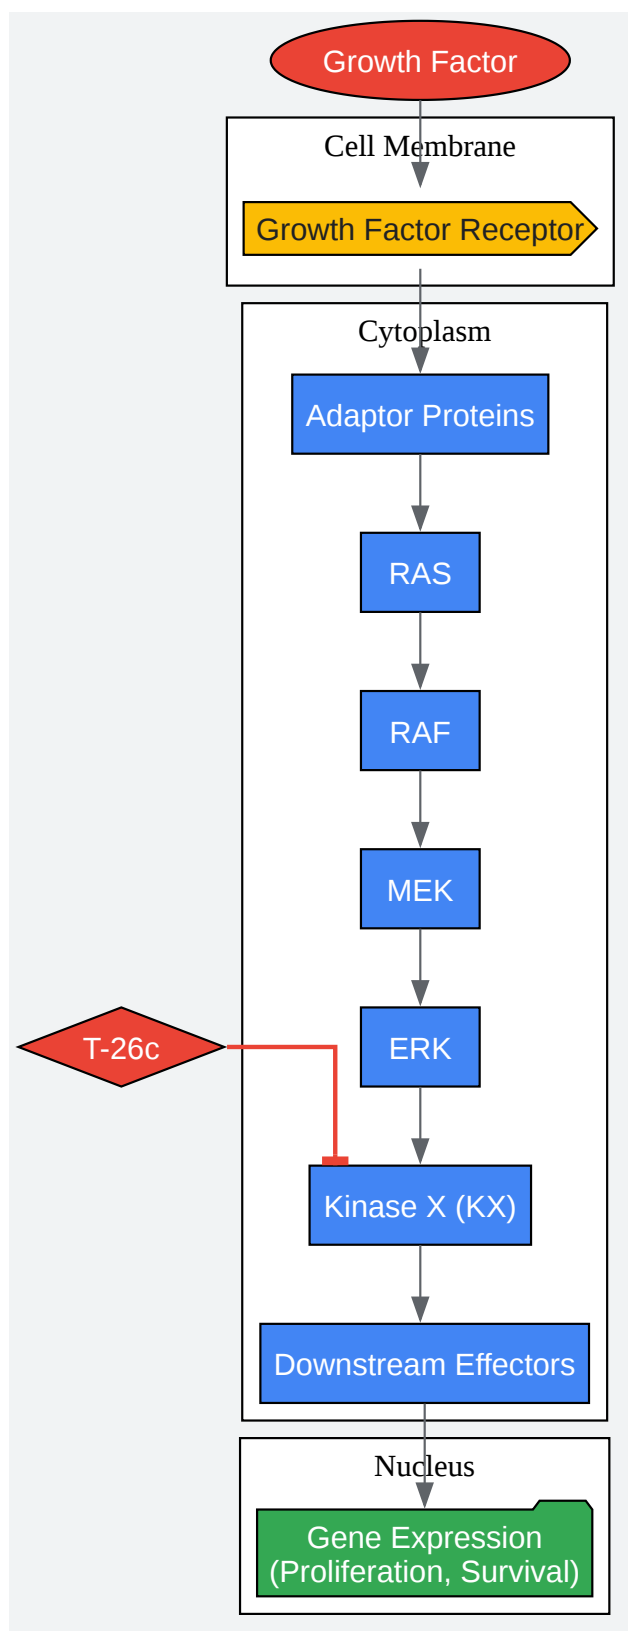 Growth Factor
Cell Membrane
Growth Factor Receptor
Cytoplasm
Adaptor Proteins
RAS
RAF
MEK
T-26c
ERK
Kinase X (KX)
Downstream Effectors
Nucleus
Gene Expression
(Proliferation, Survival)